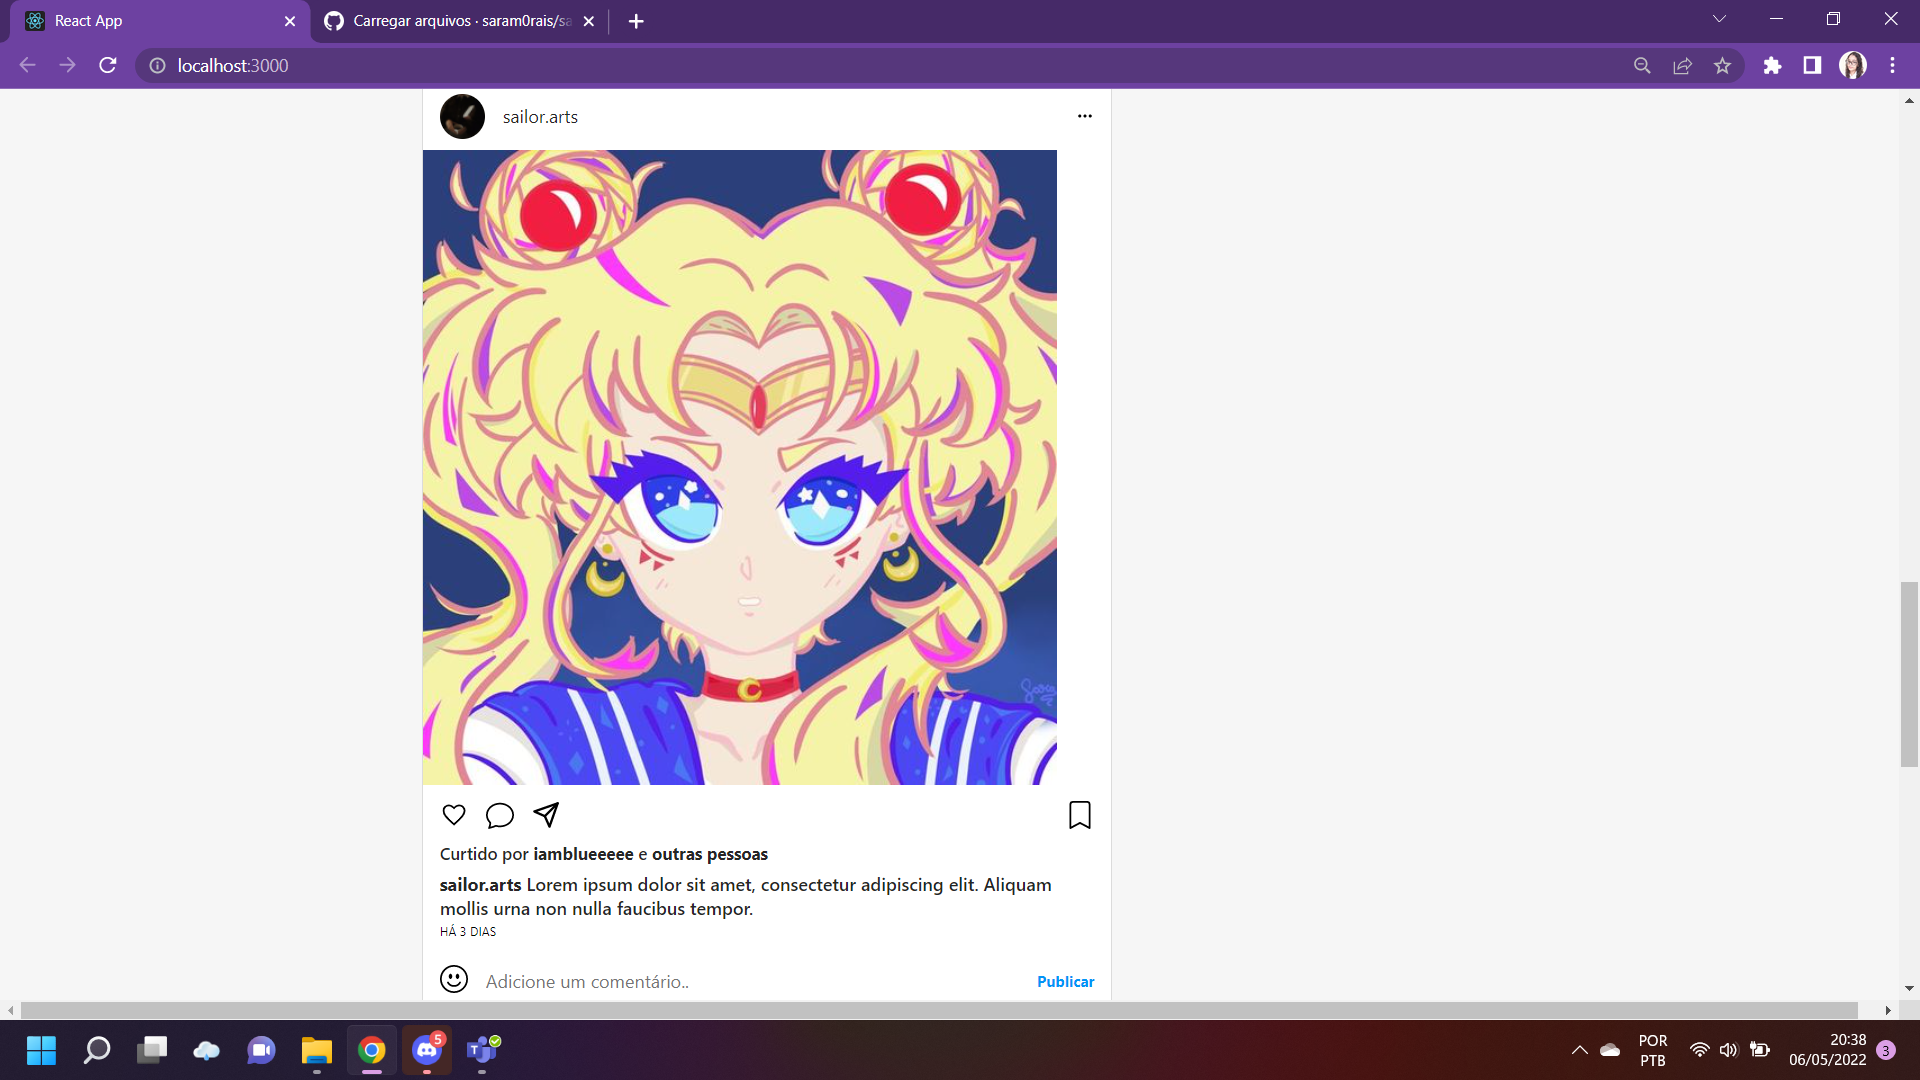 React App
Carregar arquivos · saram0rais/sa
localhost:3000
sailor.arts
Curtido por iamblueeeee e outras pessoas
sailor.arts Lorem ipsum dolor sit amet, consectetur adipiscing elit. Aliquam
mollis urna non nulla faucibus tempor.
HÁ 3 DIAS
Adicione um comentário..
Publicar
5
POR
PTB
20:38
06/05/2022
3